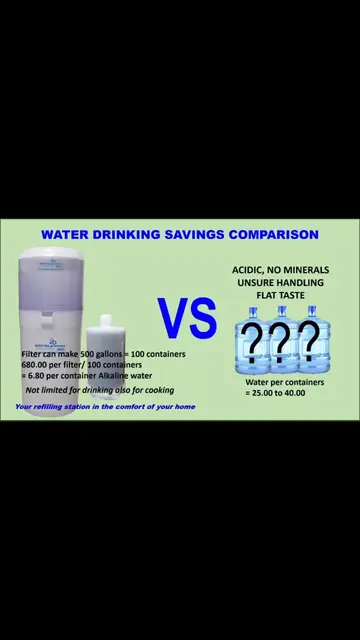 WATER DRINKING SAVINGS COMPARISON
VS
ACIDIC, NO MINERALS
UNSURE HANDLING
FLAT TASTE
? ? ?
Filter can make 500 gallons = 100 containers
680.00 per filter/ 100 containers
= 6.80 per container Alkaline water
Not limited for drinking also for cooking
Your refilling station in the comfort of your home
Water per containers
= 25.00 to 40.00